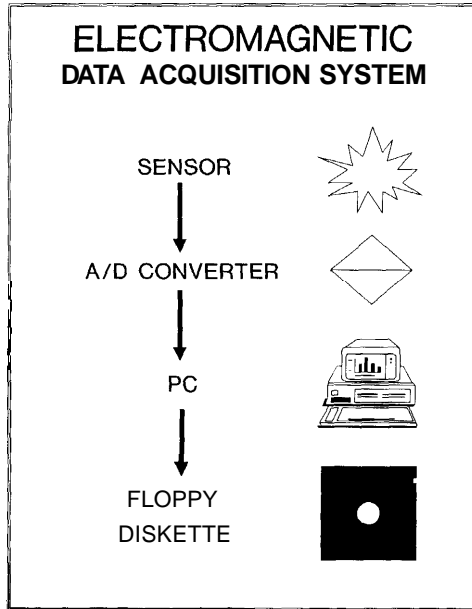 ELECTROMAGNETIC
DATA ACQUISITION SYSTEM
SENSOR
A/D CONVERTER
PC
FLOPPY
DISKETTE